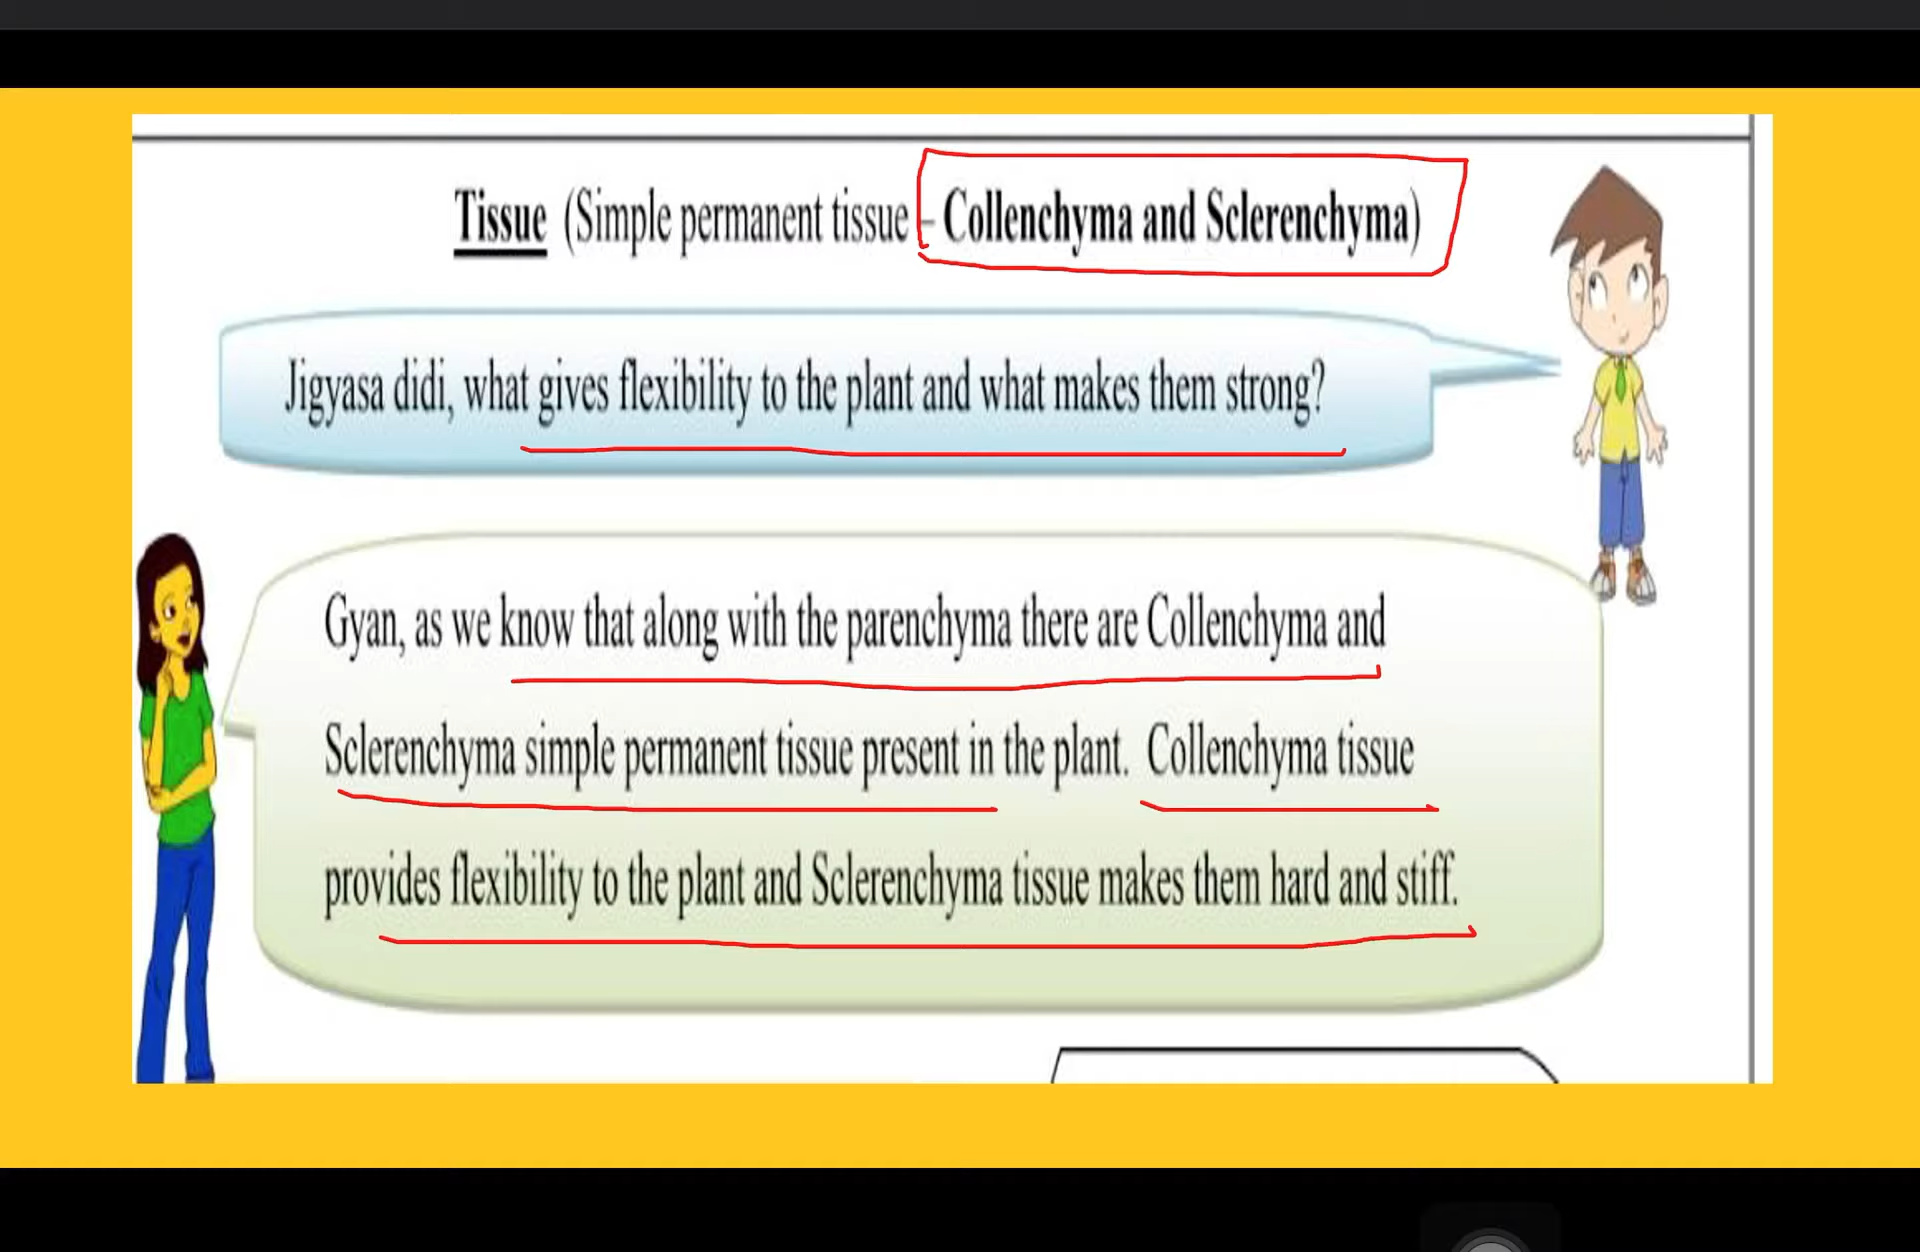 Tissue (Simple permanent tissue – Collenchyma and Sclerenchyma)
Jigyasa didi, what gives flexibility to the plant and what makes them strong?
Gyan, as we know that along with the parenchyma there are Collenchyma and
Sclerenchyma simple permanent tissue present in the plant. Collenchyma tissue
provides flexibility to the plant and Sclerenchyma tissue makes them hard and stiff.